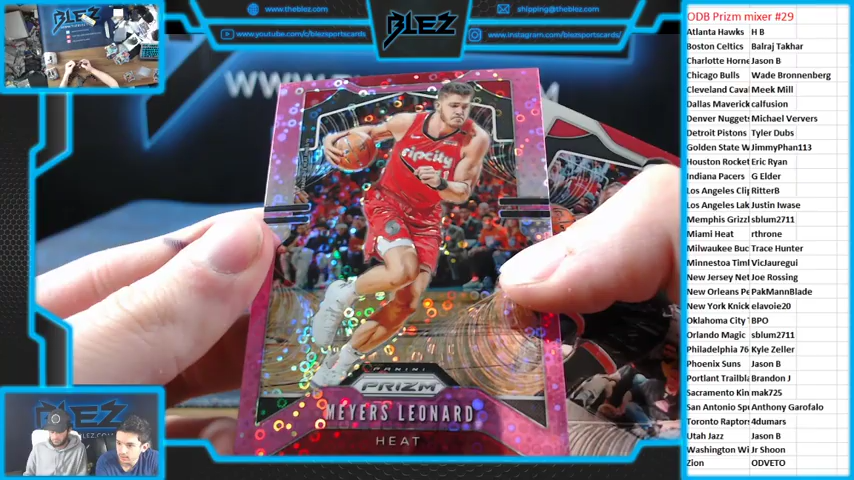 www.theblez.com
shipping@theblez.com
www.youtube.com/c/blezsportscards
BLEZ
www.instagram.com/blezsportscards/
WWW.
ripcity
PANINI
PRIZM
MEYERS LEONARD
HEAT
BLEZ
ODB Prizm mixer #29
Atlanta Hawks H B
Boston Celtics Balraj Takhar
Charlotte Horne Jason B
Chicago Bulls Wade Bronnenberg
Cleveland Cava Meek Mill
Dallas Maverick calfusion
Denver Nugget Michael Ververs
Detroit Pistons Tyler Dubs
Golden State W JimmyPhan113
Houston Rocket Eric Ryan
Indiana Pacers G Elder
Los Angeles Cli RitterB
Los Angeles Lak Justin Iwase
Memphis Grizzl sblum2711
Miami Heat rthrone
Milwaukee Buc Trace Hunter
Minnestoa Timl VicJauregui
New Jersey Net Joe Rossing
New Orleans Pe PakMannBlade
New York Knick elavoie20
Oklahoma City BPO
Orlando Magic sblum2711
Philadelphia 76 Kyle Zeller
Phoenix Suns Jason B
Portlant Trailbl Brandon J
Sacramento Kin mak725
San Antonio Sp Anthony Garofalo
Toronto Raptor 4dumars
Utah Jazz Jason B
Washington Wi Jr Shoon
Zion ODVETO